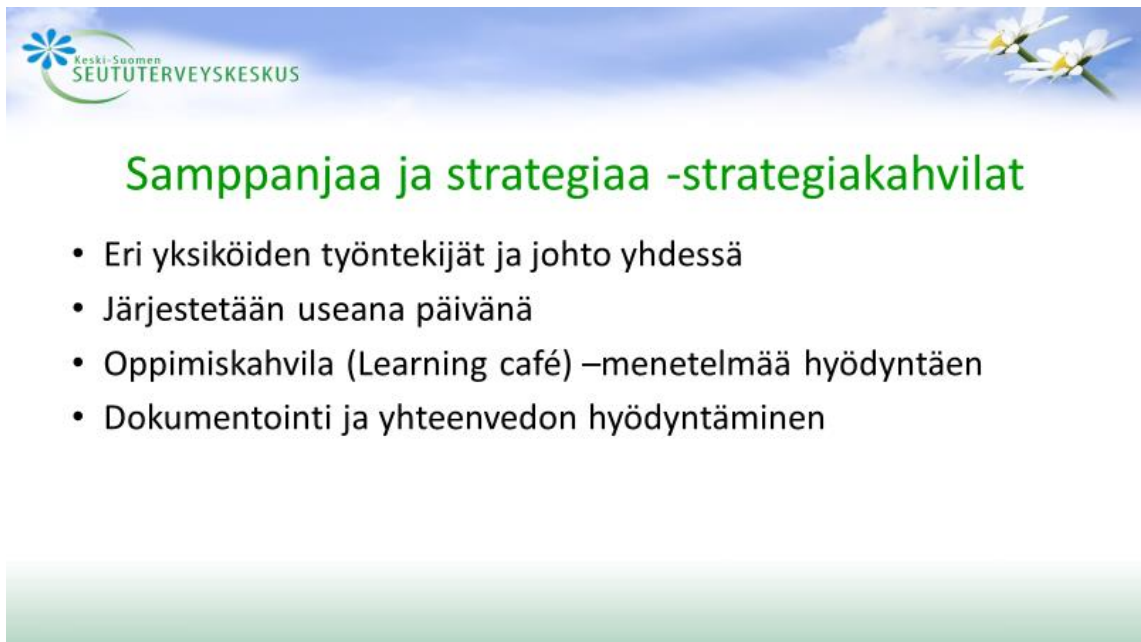 Keski-Suomen
SEUTUTERVEYSKESKUS
Samppanjaa ja strategiaa -strategiakahvilat
• Eri yksiköiden työntekijät ja johto yhdessä
• Järjestetään useana päivänä
• Oppimiskahvila (Learning café) –menetelmää hyödyntäen
• Dokumentointi ja yhteenvedon hyödyntäminen